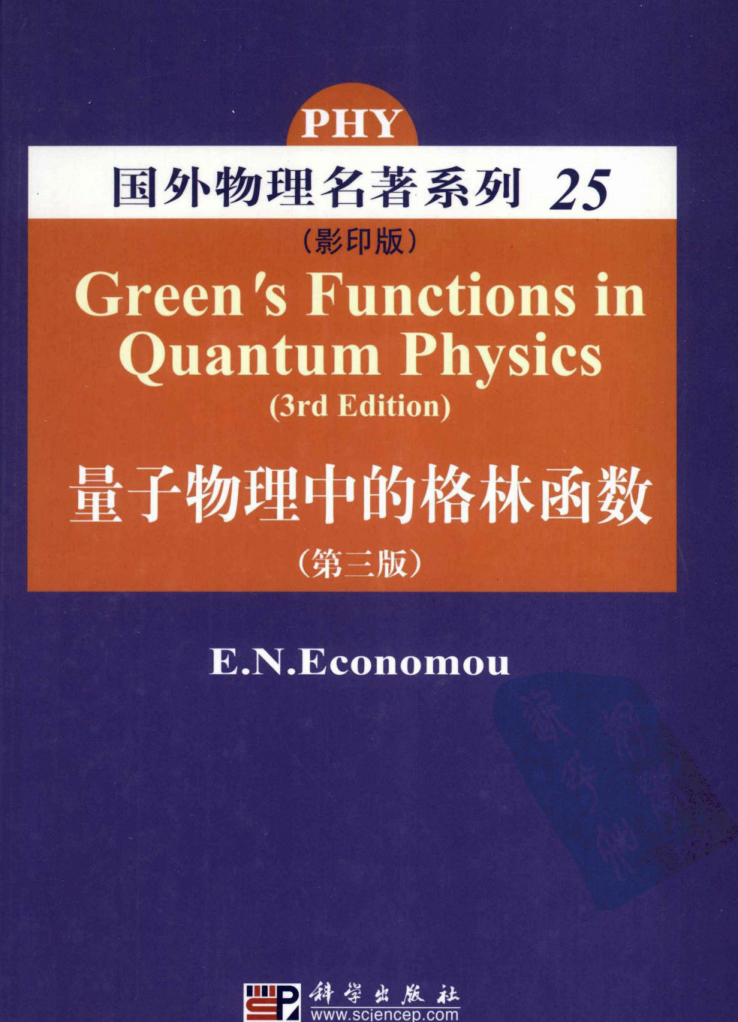 PHY
国外物理名著系列 25
(影印版)
Green's Functions in
Quantum Physics
(3rd Edition)
量子物理中的格林函数
(第三版)
E.N.Economou
科学出版社
www.sciencep.com